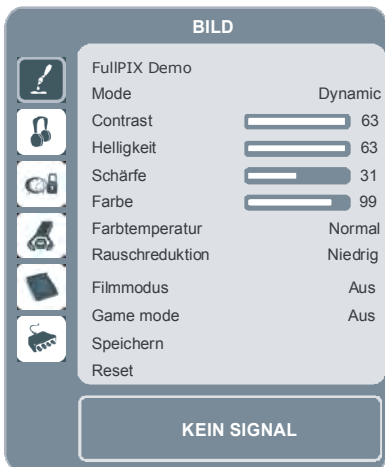 BILD
FullPIX Demo
Mode Dynamic
Contrast 63
Helligkeit 63
Schärfe 31
Farbe 99
Farbtemperatur Normal
Rauschreduktion Niedrig
Filmmodus Aus
Game mode Aus
Speichern
Reset
KEIN SIGNAL